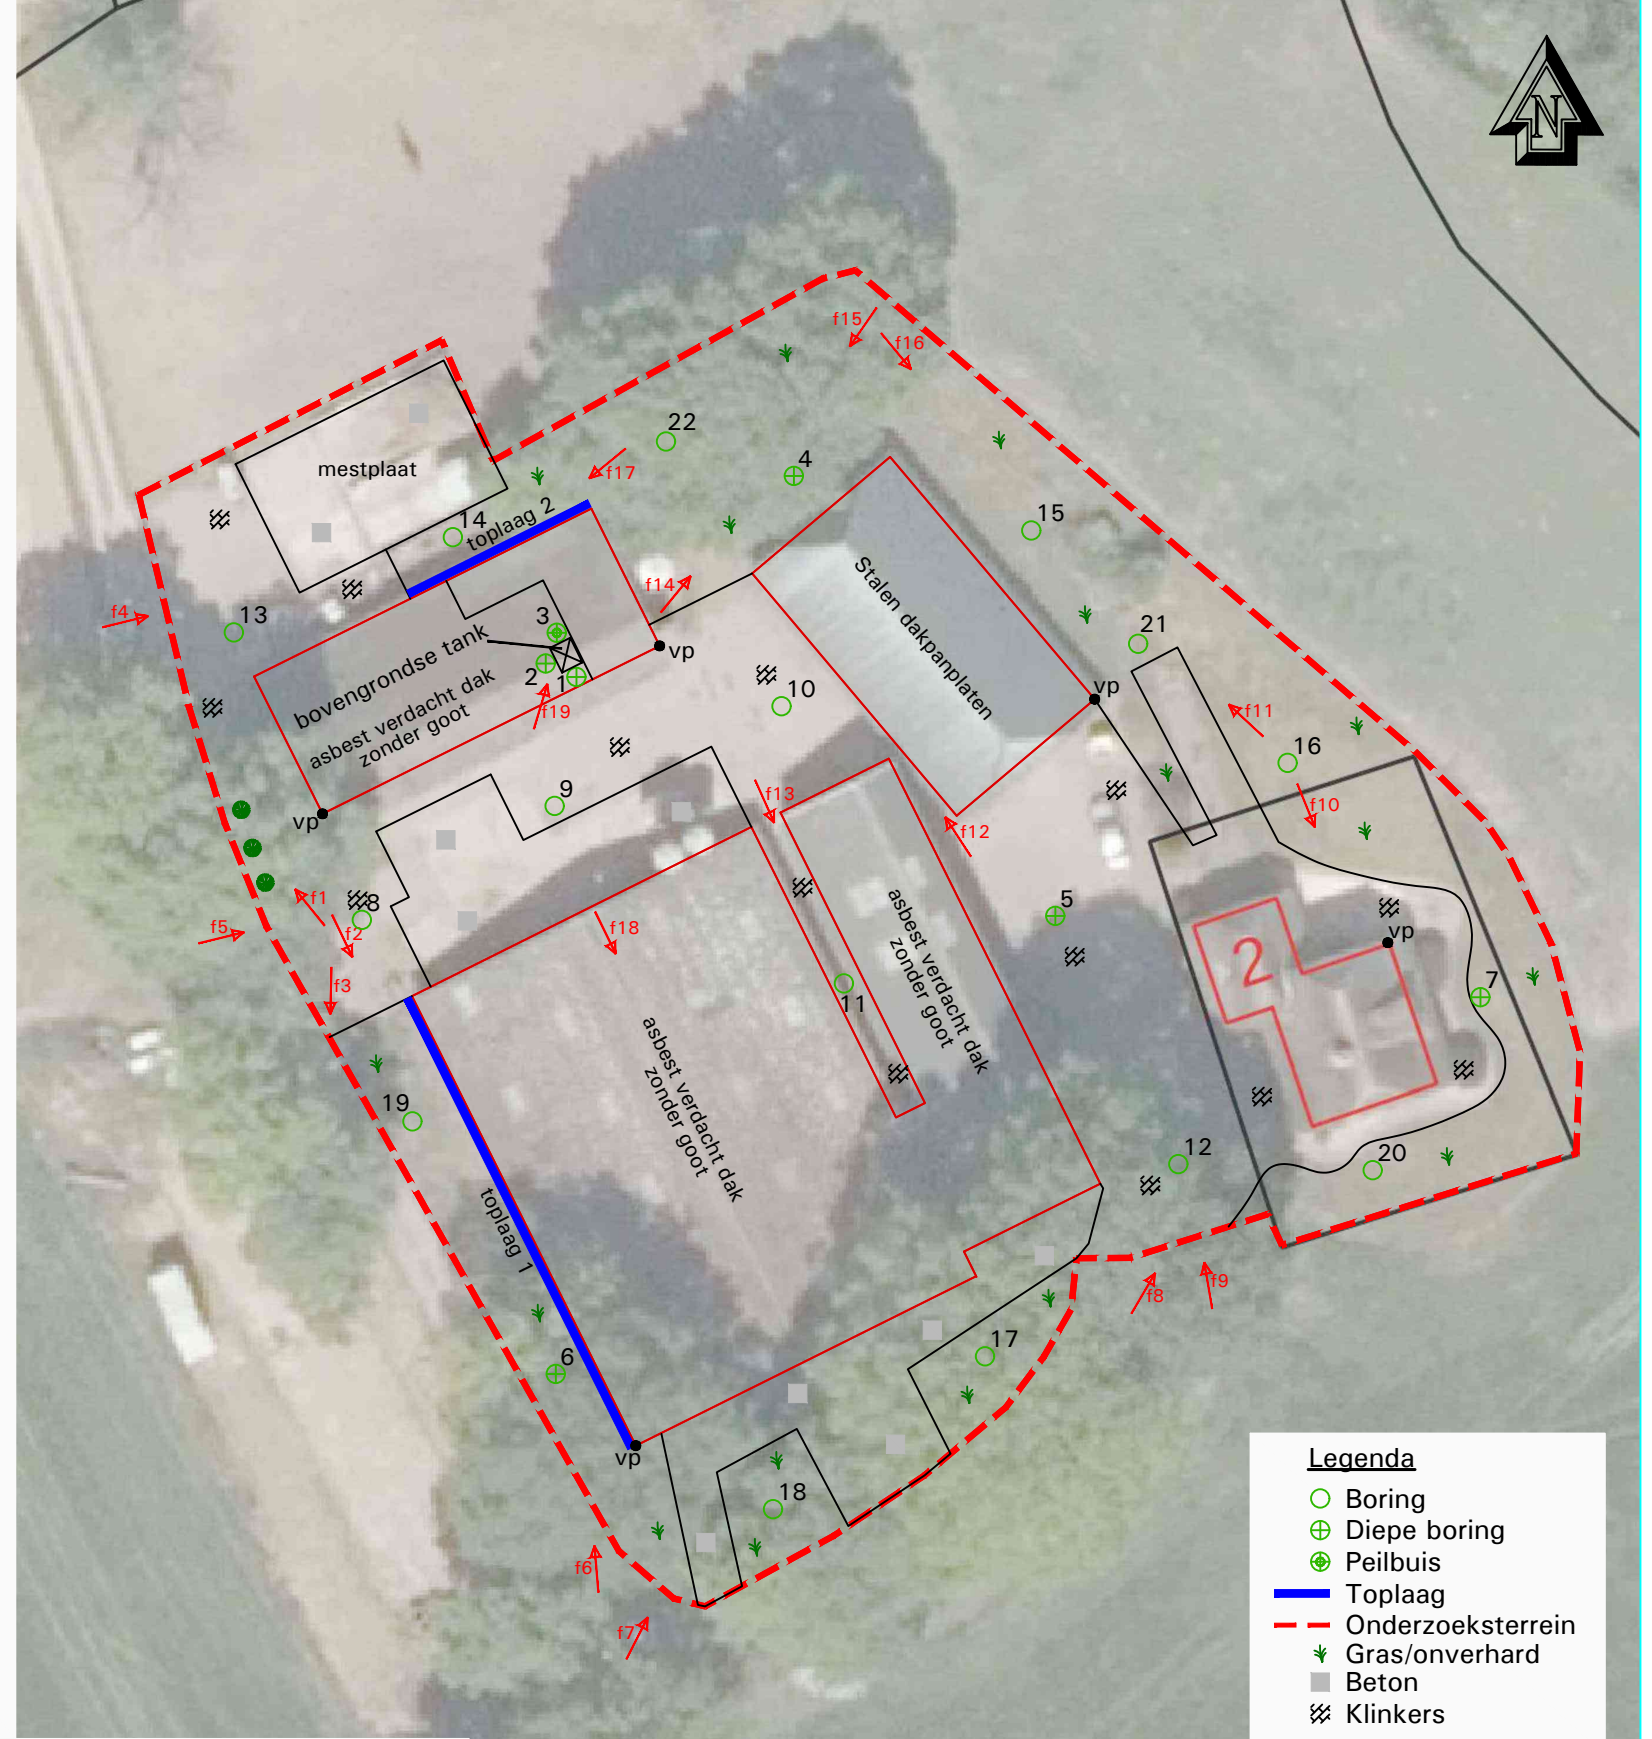 N
f15
f16
22
mestplaat
4
f17
14
toplaag 2
15
Stalen dakpanplaten
f14
f4
13
3
21
bovengrondse tank
vp
2
1
asbest verdacht dak
zonder goot
vp
10
f19
f11
16
9
f13
f10
vp
f12
f1
8
f2
f5
asbest verdacht dak
zonder goot
5
f18
2
vp
f3
7
11
asbest verdacht dak
zonder goot
19
12
20
toplaag 1
f9
f8
17
6
vp
18
f6
f7
Legenda
Boring
Diepe boring
Peilbuis
Toplaag
Onderzoeksterrein
Gras/onverhard
Beton
Klinkers